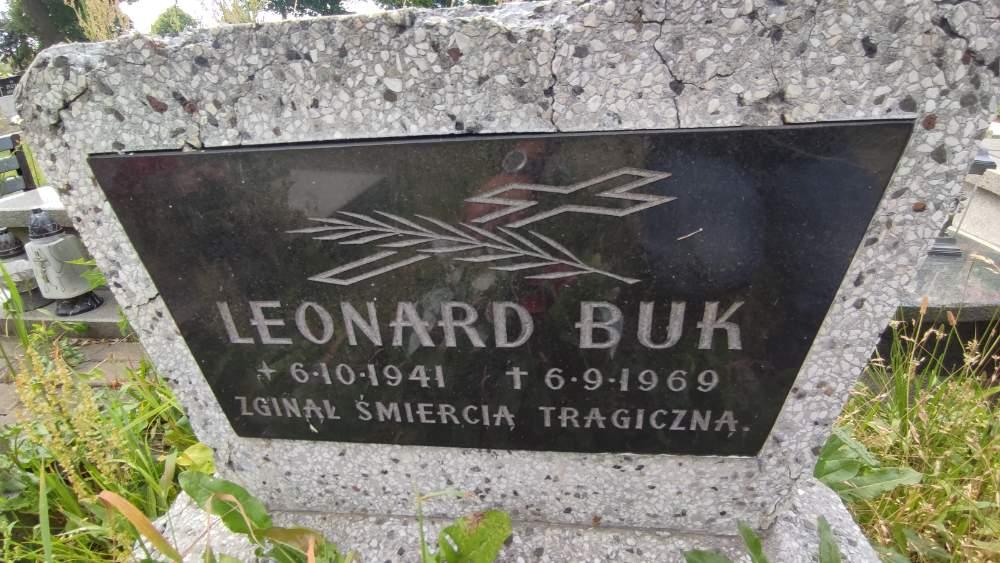 LEONARD BUK
* 6·10·1941 † 6·9·1969
ZGINĄŁ ŚMIERCIĄ TRAGICZNĄ.